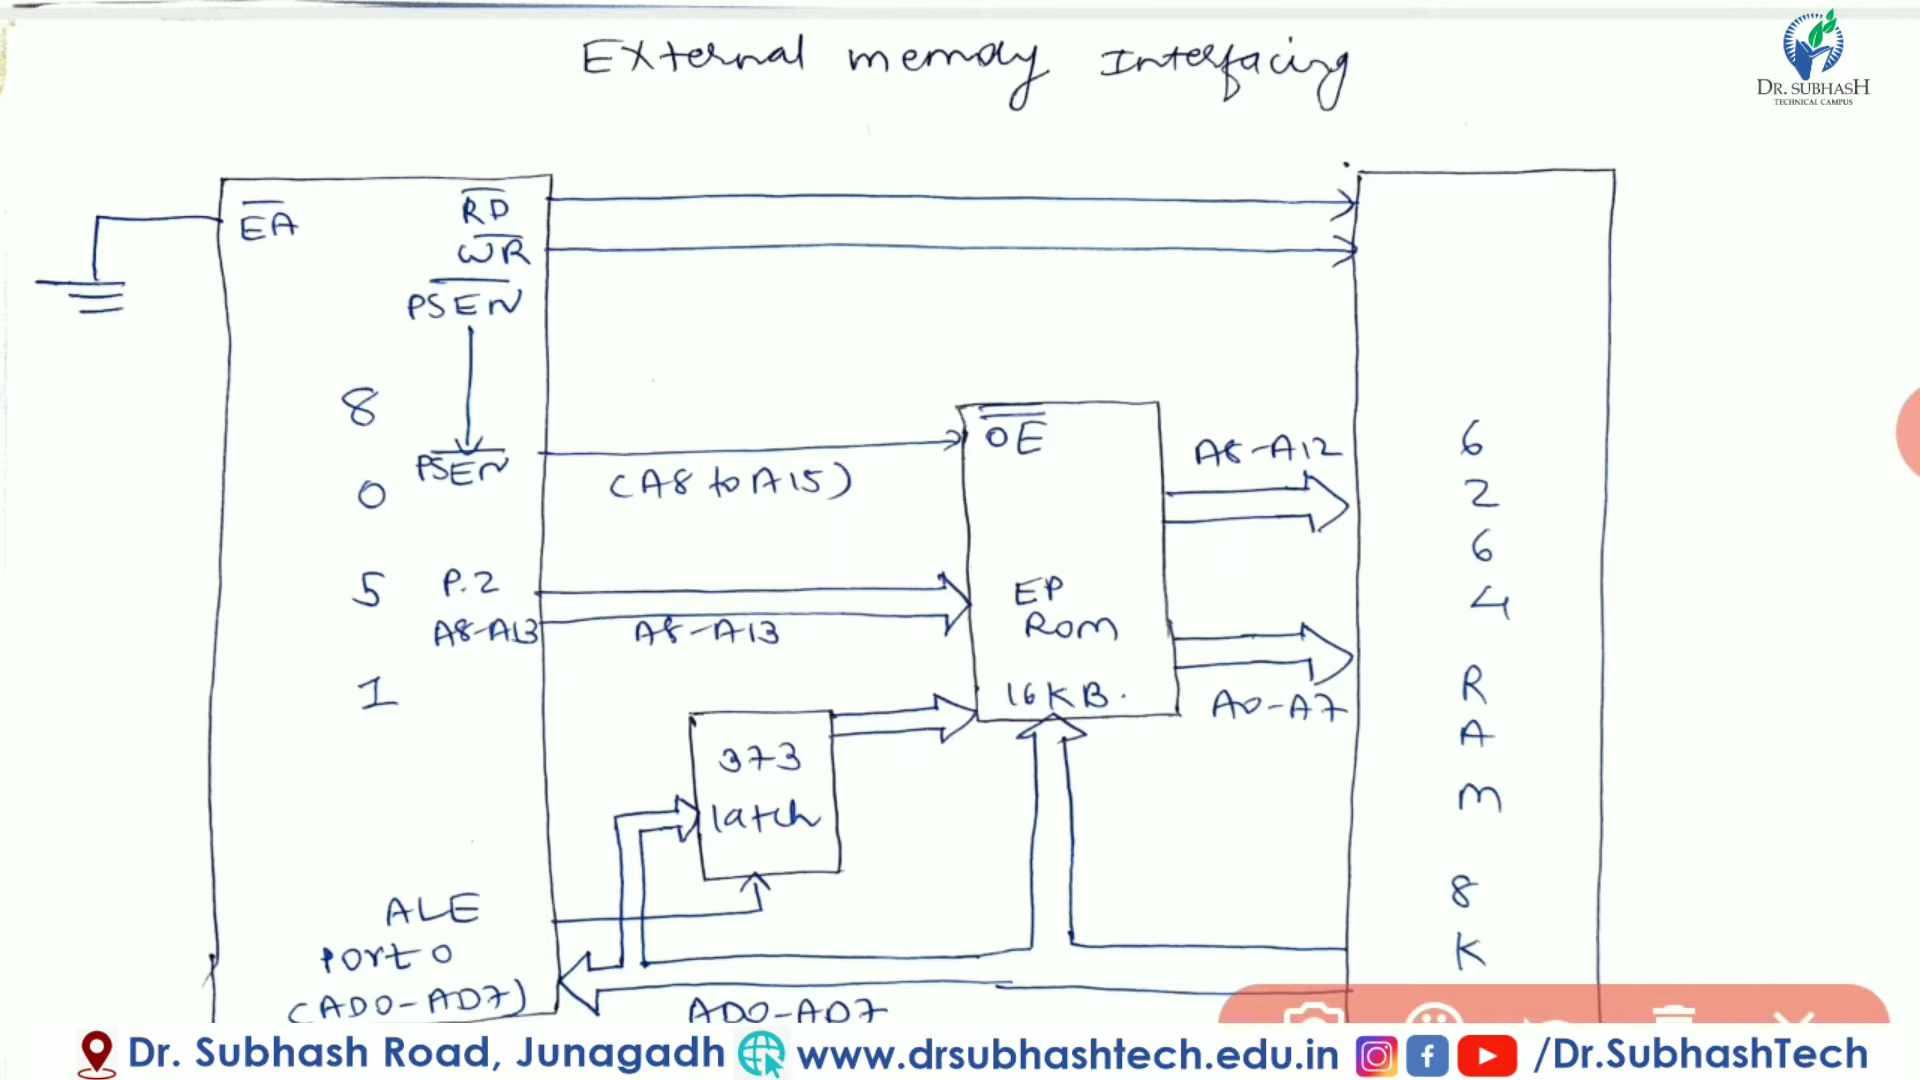 External memory Interfacing
DR. SUBHASH
TECHNICAL CAMPUS
EA
RD
WR
PSEN
PSEN
8
0
5
1
(A8 to A15)
OE
A8-A12
P.2
A8-A13
A8-A13
EP
ROM
16KB.
A0-A7
373
latch
ALE
Port 0
(AD0-AD7)
AD0-AD7
6
2
6
4
R
A
M
8
K
Dr. Subhash Road, Junagadh www.drsubhashtech.edu.in /Dr.SubhashTech